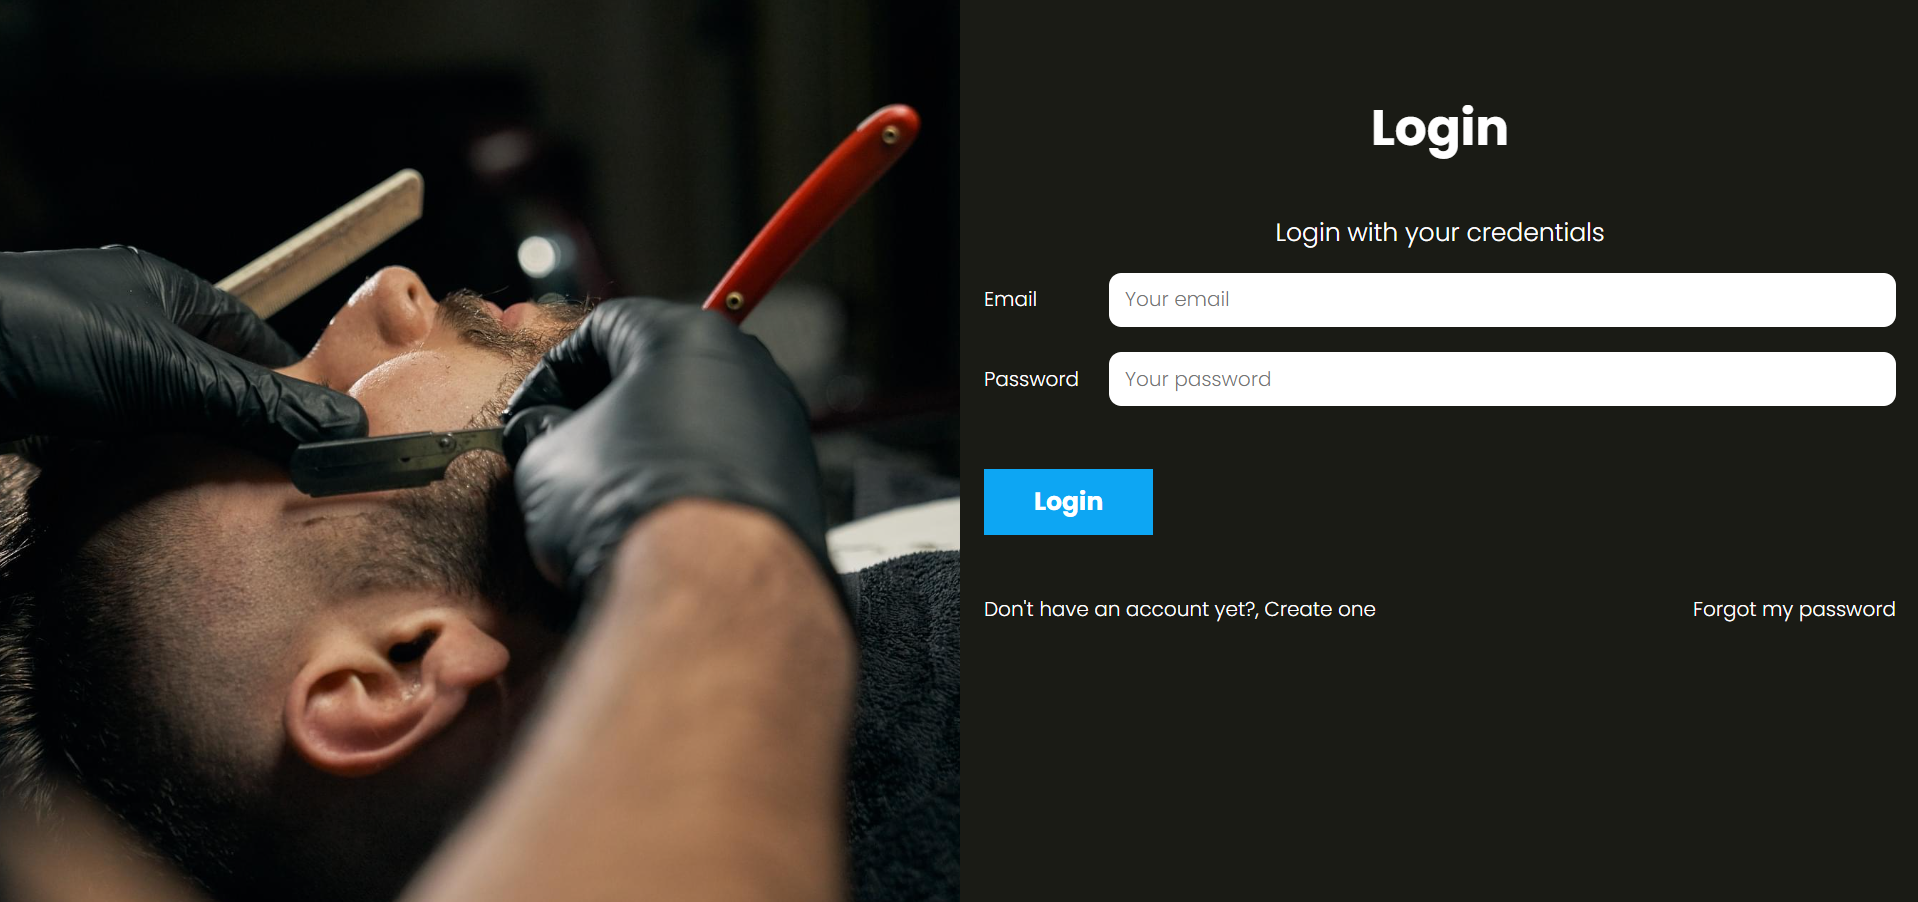 Login
Login with your credentials
Email
Your email
Password
Your password
Login
Don't have an account yet?, Create one
Forgot my password